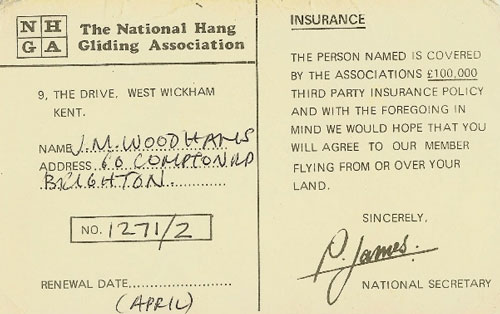 NH
GA
The National Hang
Gliding Association
9, THE DRIVE, WEST WICKHAM
KENT.
NAME J.M. WOODHAMS
ADDRESS 66 COMPTON RD
BRIGHTON
NO. 1271/2
RENEWAL DATE
(APRIL)
INSURANCE
THE PERSON NAMED IS COVERED
BY THE ASSOCIATIONS £100,000
THIRD PARTY INSURANCE POLICY
AND WITH THE FOREGOING IN
MIND WE WOULD HOPE THAT YOU
WILL AGREE TO OUR MEMBER
FLYING FROM OR OVER YOUR
LAND.
SINCERELY,
P. James.
NATIONAL SECRETARY